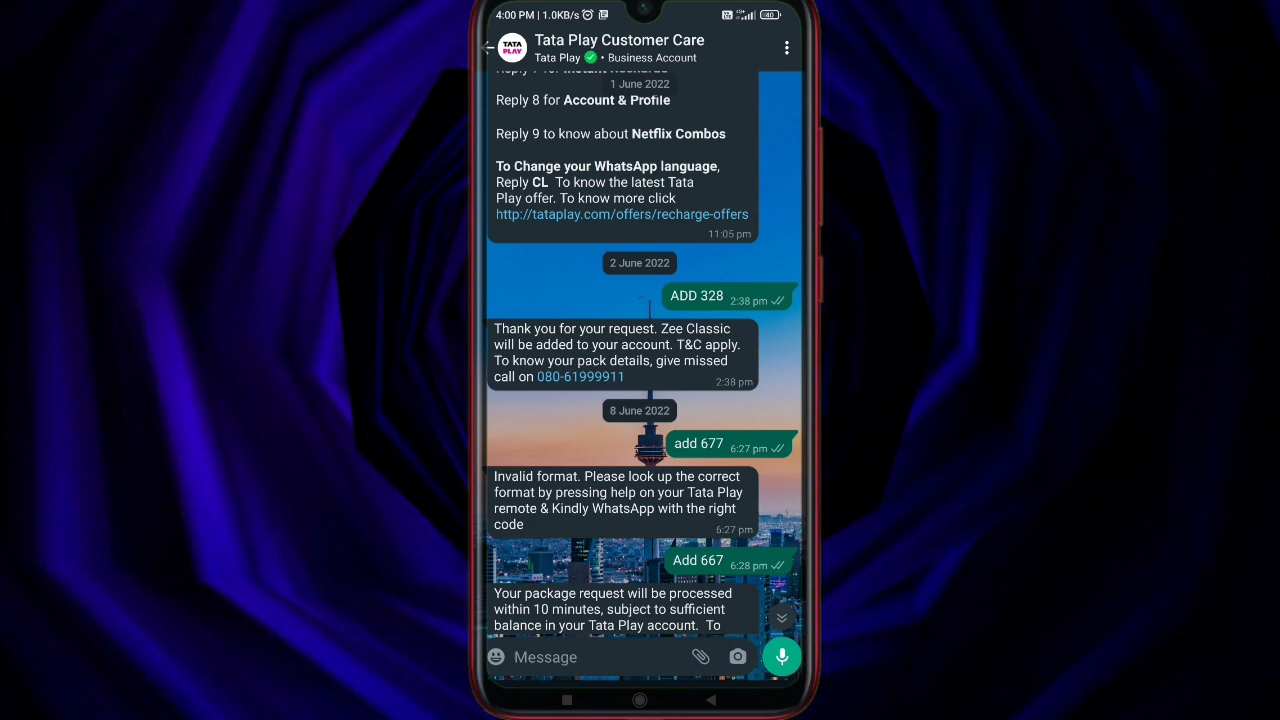 4:00 PM | 1.0KB/s
40
TATA
PLAY
Tata Play Customer Care
Tata Play • Business Account
1 June 2022
Reply 8 for Account & Profile
Reply 9 to know about Netflix Combos
To Change your WhatsApp language,
Reply CL To know the latest Tata
Play offer. To know more click
http://tataplay.com/offers/recharge-offers
11:05 pm
2 June 2022
ADD 328 2:38 pm
Thank you for your request. Zee Classic
will be added to your account. T&C apply.
To know your pack details, give missed
call on 080-61999911
2:38 pm
8 June 2022
add 677 6:27 pm
Invalid format. Please look up the correct
format by pressing help on your Tata Play
remote & Kindly WhatsApp with the right
code
6:27 pm
Add 667 6:28 pm
Your package request will be processed
within 10 minutes, subject to sufficient
balance in your Tata Play account. To
Message